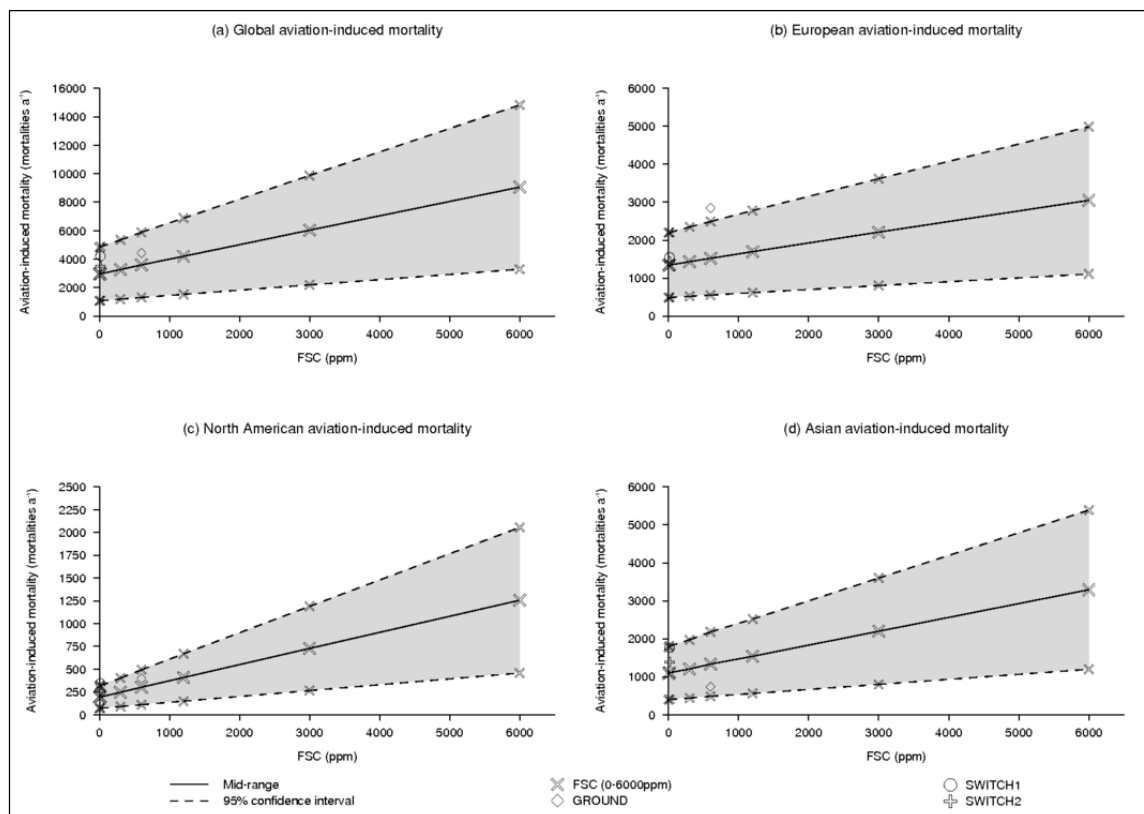 (a) Global aviation-induced mortality
Aviation-induced mortality (mortalities a⁻¹)
16000
14000
12000
10000
8000
6000
4000
2000
0
0 1000 2000 3000 4000 5000 6000
FSC (ppm)
(b) European aviation-induced mortality
Aviation-induced mortality (mortalities a⁻¹)
6000
5000
4000
3000
2000
1000
0
0 1000 2000 3000 4000 5000 6000
FSC (ppm)
(c) North American aviation-induced mortality
Aviation-induced mortality (mortalities a⁻¹)
2500
2250
2000
1750
1500
1250
1000
750
500
250
0
0 1000 2000 3000 4000 5000 6000
FSC (ppm)
(d) Asian aviation-induced mortality
Aviation-induced mortality (mortalities a⁻¹)
6000
5000
4000
3000
2000
1000
0
0 1000 2000 3000 4000 5000 6000
FSC (ppm)
Mid-range
95% confidence interval
FSC (0-6000ppm)
GROUND
SWITCH1
SWITCH2